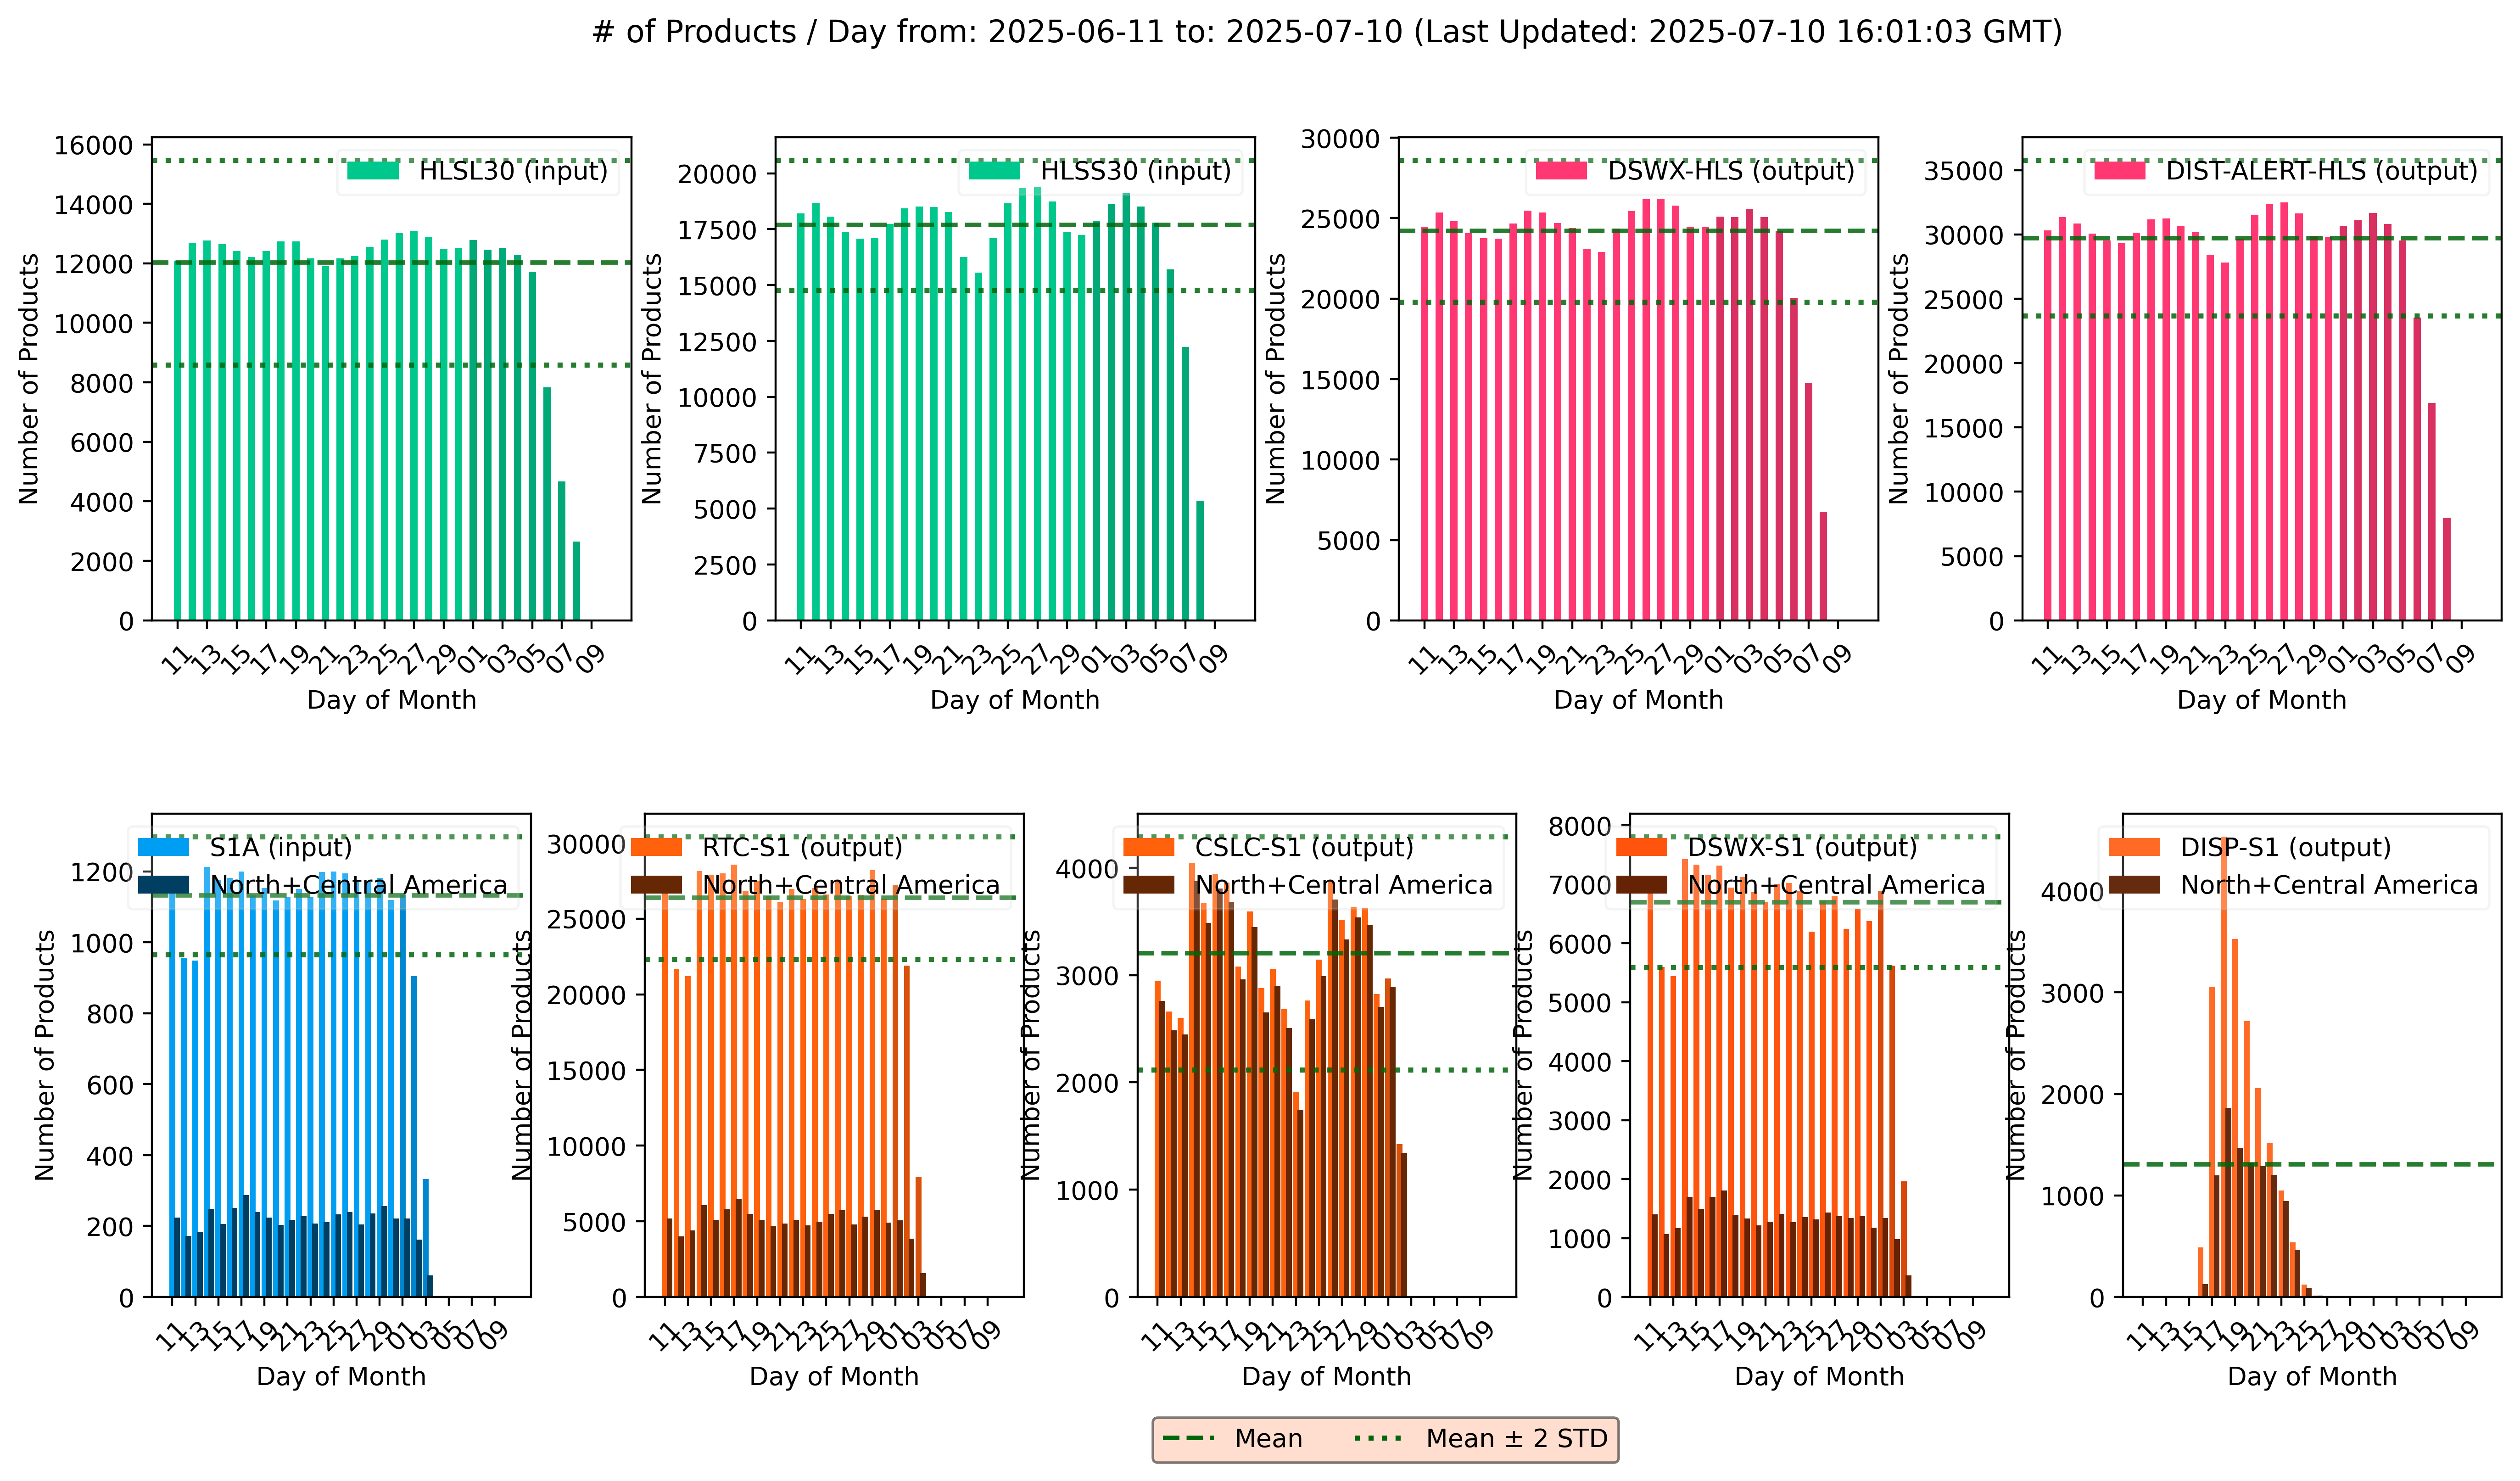 # of Products / Day from: 2025-06-11 to: 2025-07-10 (Last Updated: 2025-07-10 16:01:03 GMT)
HLSL30 (input)
Number of Products
16000
14000
12000
10000
8000
6000
4000
2000
0
11 13 15 17 19 21 23 25 27 29 01 03 05 07 09
Day of Month
HLSS30 (input)
Number of Products
20000
17500
15000
12500
10000
7500
5000
2500
0
11 13 15 17 19 21 23 25 27 29 01 03 05 07 09
Day of Month
DSWX-HLS (output)
Number of Products
30000
25000
20000
15000
10000
5000
0
11 13 15 17 19 21 23 25 27 29 01 03 05 07 09
Day of Month
DIST-ALERT-HLS (output)
Number of Products
35000
30000
25000
20000
15000
10000
5000
0
11 13 15 17 19 21 23 25 27 29 01 03 05 07 09
Day of Month
S1A (input)
North+Central America
Number of Products
1200
1000
800
600
400
200
0
11 13 15 17 19 21 23 25 27 29 01 03 05 07 09
Day of Month
RTC-S1 (output)
North+Central America
Number of Products
30000
25000
20000
15000
10000
5000
0
11 13 15 17 19 21 23 25 27 29 01 03 05 07 09
Day of Month
CSLC-S1 (output)
North+Central America
Number of Products
4000
3000
2000
1000
0
11 13 15 17 19 21 23 25 27 29 01 03 05 07 09
Day of Month
DSWX-S1 (output)
North+Central America
Number of Products
8000
7000
6000
5000
4000
3000
2000
1000
0
11 13 15 17 19 21 23 25 27 29 01 03 05 07 09
Day of Month
DISP-S1 (output)
North+Central America
Number of Products
4000
3000
2000
1000
0
11 13 15 17 19 21 23 25 27 29 01 03 05 07 09
Day of Month
Mean
Mean ± 2 STD